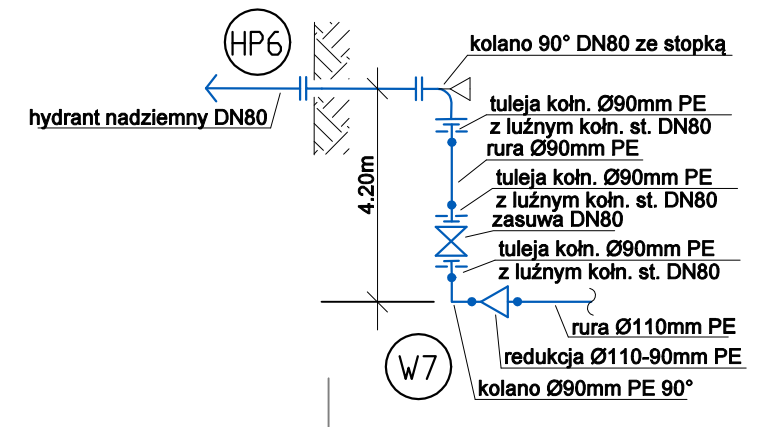 HP6
kolano 90° DN80 ze stopką
hydrant nadziemny DN80
tuleja kołn. Ø90mm PE
z luźnym kołn. st. DN80
rura Ø90mm PE
4.20m
tuleja kołn. Ø90mm PE
z luźnym kołn. st. DN80
zasuwa DN80
tuleja kołn. Ø90mm PE
z luźnym kołn. st. DN80
rura Ø110mm PE
redukcja Ø110-90mm PE
W7
kolano Ø90mm PE 90°